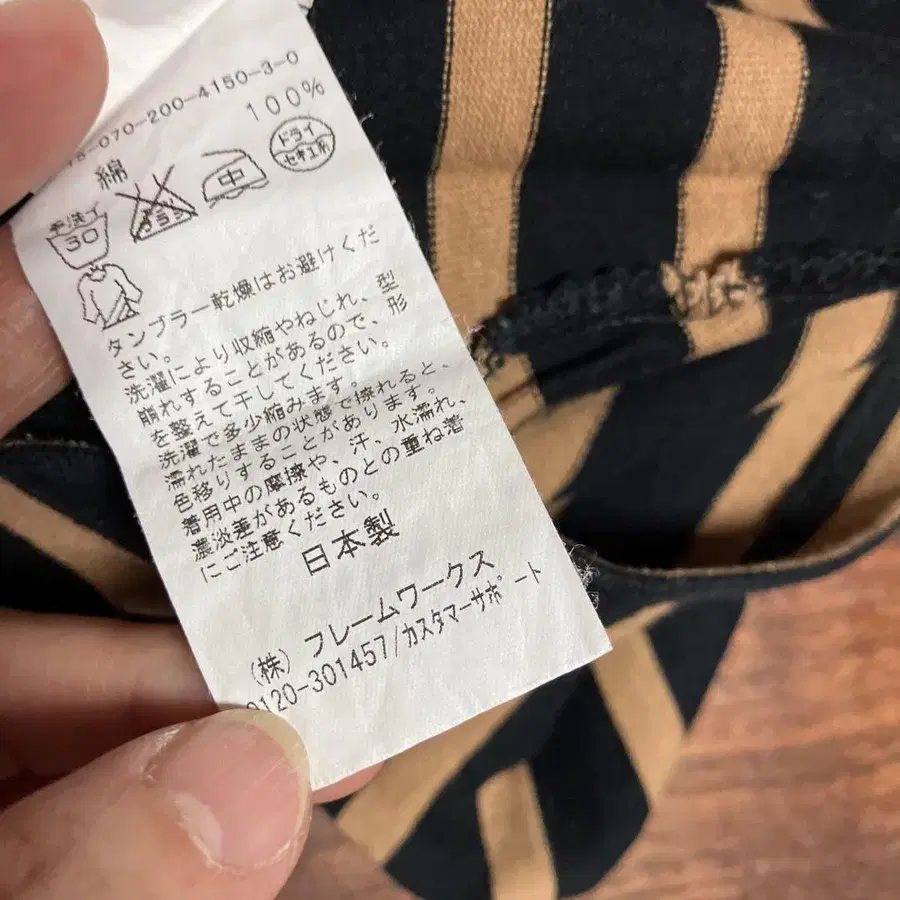 -070-200-4150-3-0
綿 100%
手洗イ 30
エンソサラシ
中
ドライ
セキユ系
タンブラー乾燥はお避けくだ
さい。
洗濯により収縮やねじれ、型形
崩れすることがあるので、形
を整えて干してください。
洗濯で多少縮みます。
濡れたままの状態で擦れると、
色移りすることがあります。
着用中の摩擦や、汗、水濡れ、
濃淡差があるものとの重ね着
にご注意ください。
日本製
(株) フレームワークス
0120-301457/カスタマーサポート